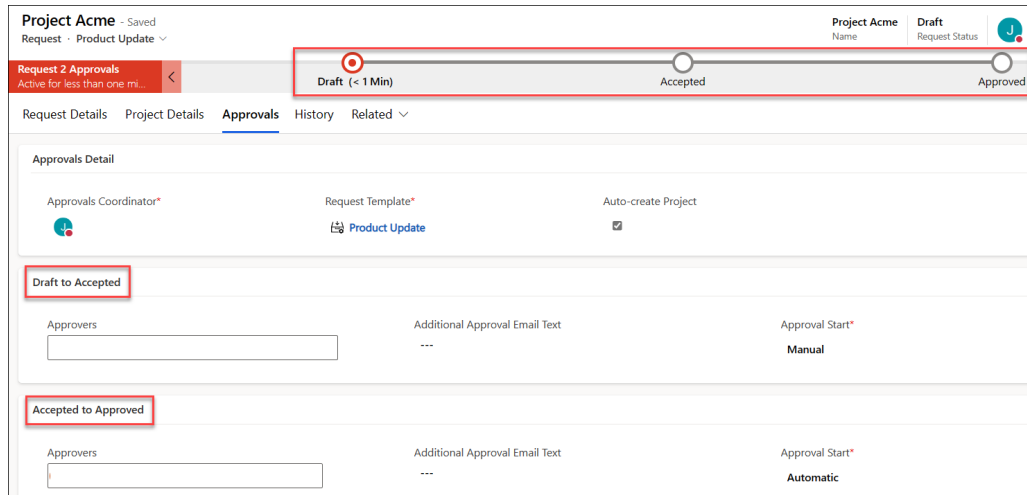 Project Acme - Saved
Request · Product Update
Project Acme
Name
Draft
Request Status
J
Request 2 Approvals
Active for less than one mi...
Draft (< 1 Min)
Accepted
Approved
Request Details Project Details Approvals History Related
Approvals Detail
Approvals Coordinator* Request Template* Auto-create Project
J Product Update
Draft to Accepted
Approvers Additional Approval Email Text Approval Start*
--- Manual
Accepted to Approved
Approvers Additional Approval Email Text Approval Start*
--- Automatic